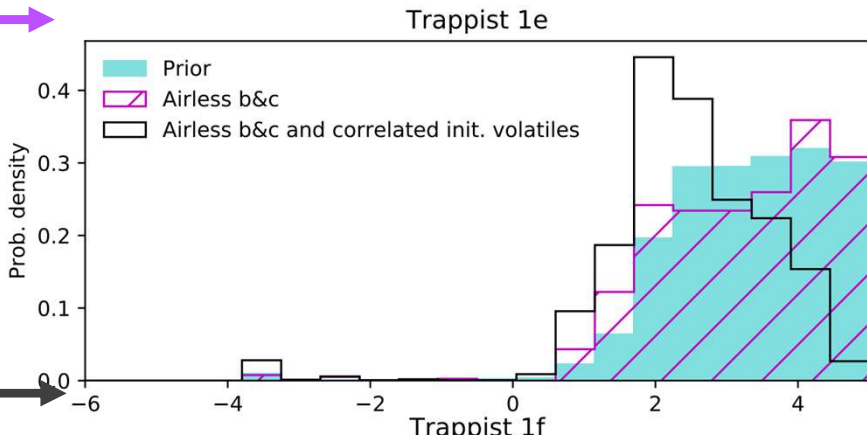 Trappist 1e
Prior
Airless b&c
Airless b&c and correlated init. volatiles
Prob. density
0.4
0.3
0.2
0.1
0.0
−6 −4 −2 0 2 4
Trappist 1f